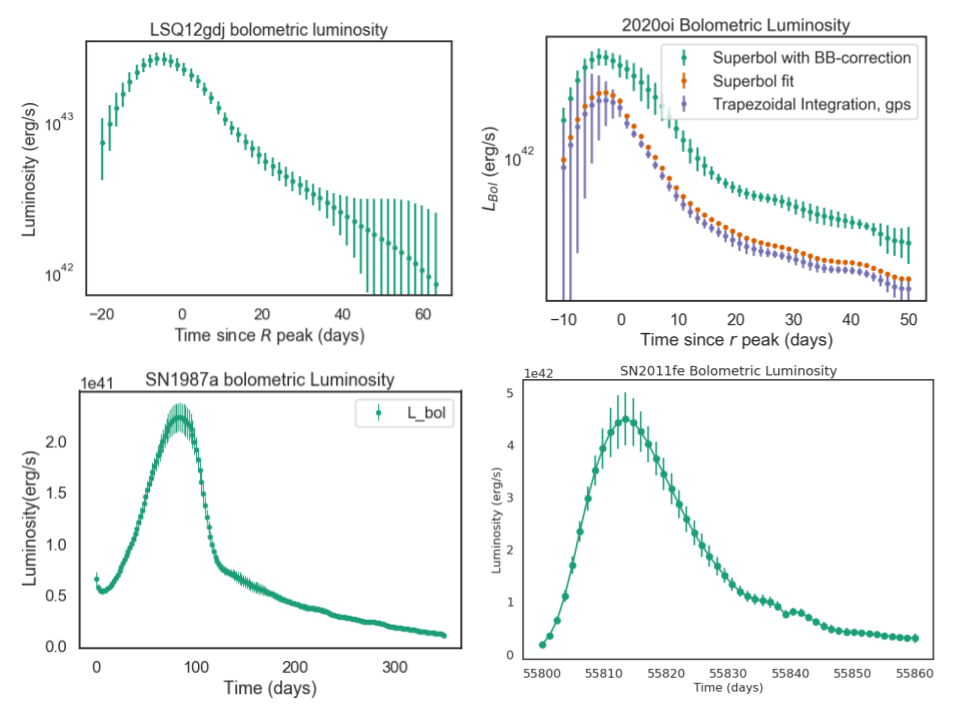 LSQ12gdj bolometric luminosity
Luminosity (erg/s)
10^43
10^42
−20 0 20 40 60
Time since R peak (days)
2020oi Bolometric Luminosity
Superbol with BB-correction
Superbol fit
Trapezoidal Integration, gps
L_Bol (erg/s)
10^42
−10 0 10 20 30 40 50
Time since r peak (days)
1e41
SN1987a bolometric Luminosity
L_bol
Luminosity(erg/s)
2.0
1.5
1.0
0.5
0.0
0 100 200 300
Time (days)
1e42
SN2011fe Bolometric Luminosity
Luminosity (erg/s)
5
4
3
2
1
0
55800 55810 55820 55830 55840 55850 55860
Time (days)